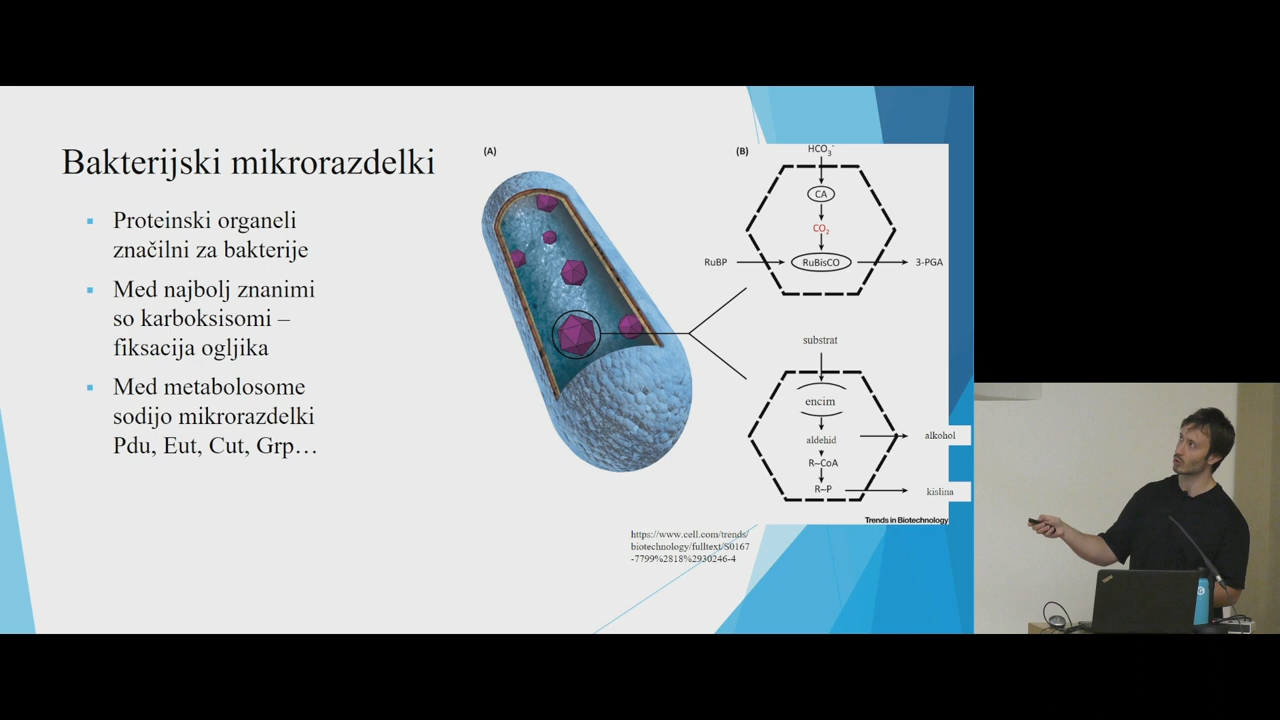 Bakterijski mikrorazdelki
Proteinski organeli
značilni za bakterije
Med najbolj znanimi
so karboksisomi –
fiksacija ogljika
Med metabolosome
sodijo mikrorazdelki
Pdu, Eut, Cut, Grp…
(A)
(B)
HCO₃⁻
CA
CO₂
RuBP
RuBisCO
3-PGA
substrat
encim
aldehid
alkohol
R~CoA
R~P
kislina
Trends in Biotechnology
https://www.cell.com/trends/
biotechnology/fulltext/S0167
-7799%2818%2930246-4